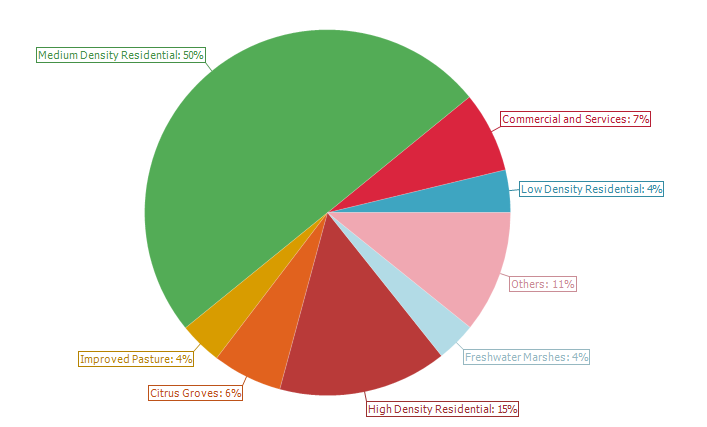 Medium Density Residential: 50%
Commercial and Services: 7%
Low Density Residential: 4%
Others: 11%
Freshwater Marshes: 4%
Improved Pasture: 4%
Citrus Groves: 6%
High Density Residential: 15%